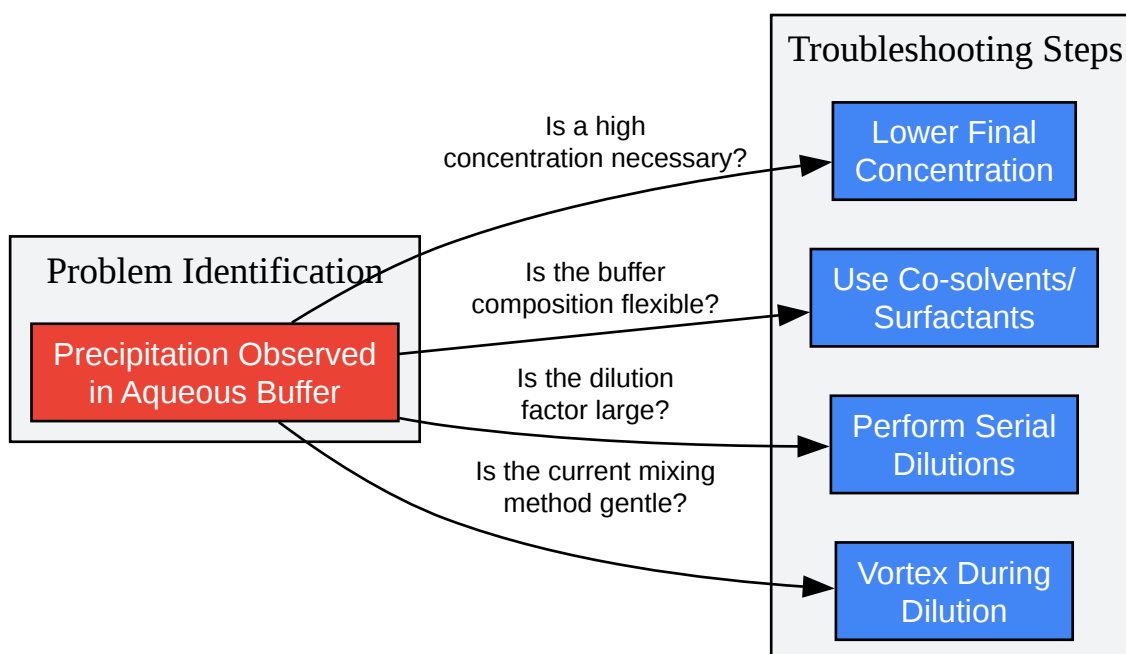 Troubleshooting Steps
Is a high
concentration necessary?
Lower Final
Concentration
Problem Identification
Precipitation Observed
in Aqueous Buffer
Is the buffer
composition flexible?
Use Co-solvents/
Surfactants
Is the dilution
factor large?
Perform Serial
Dilutions
Is the current mixing
method gentle?
Vortex During
Dilution